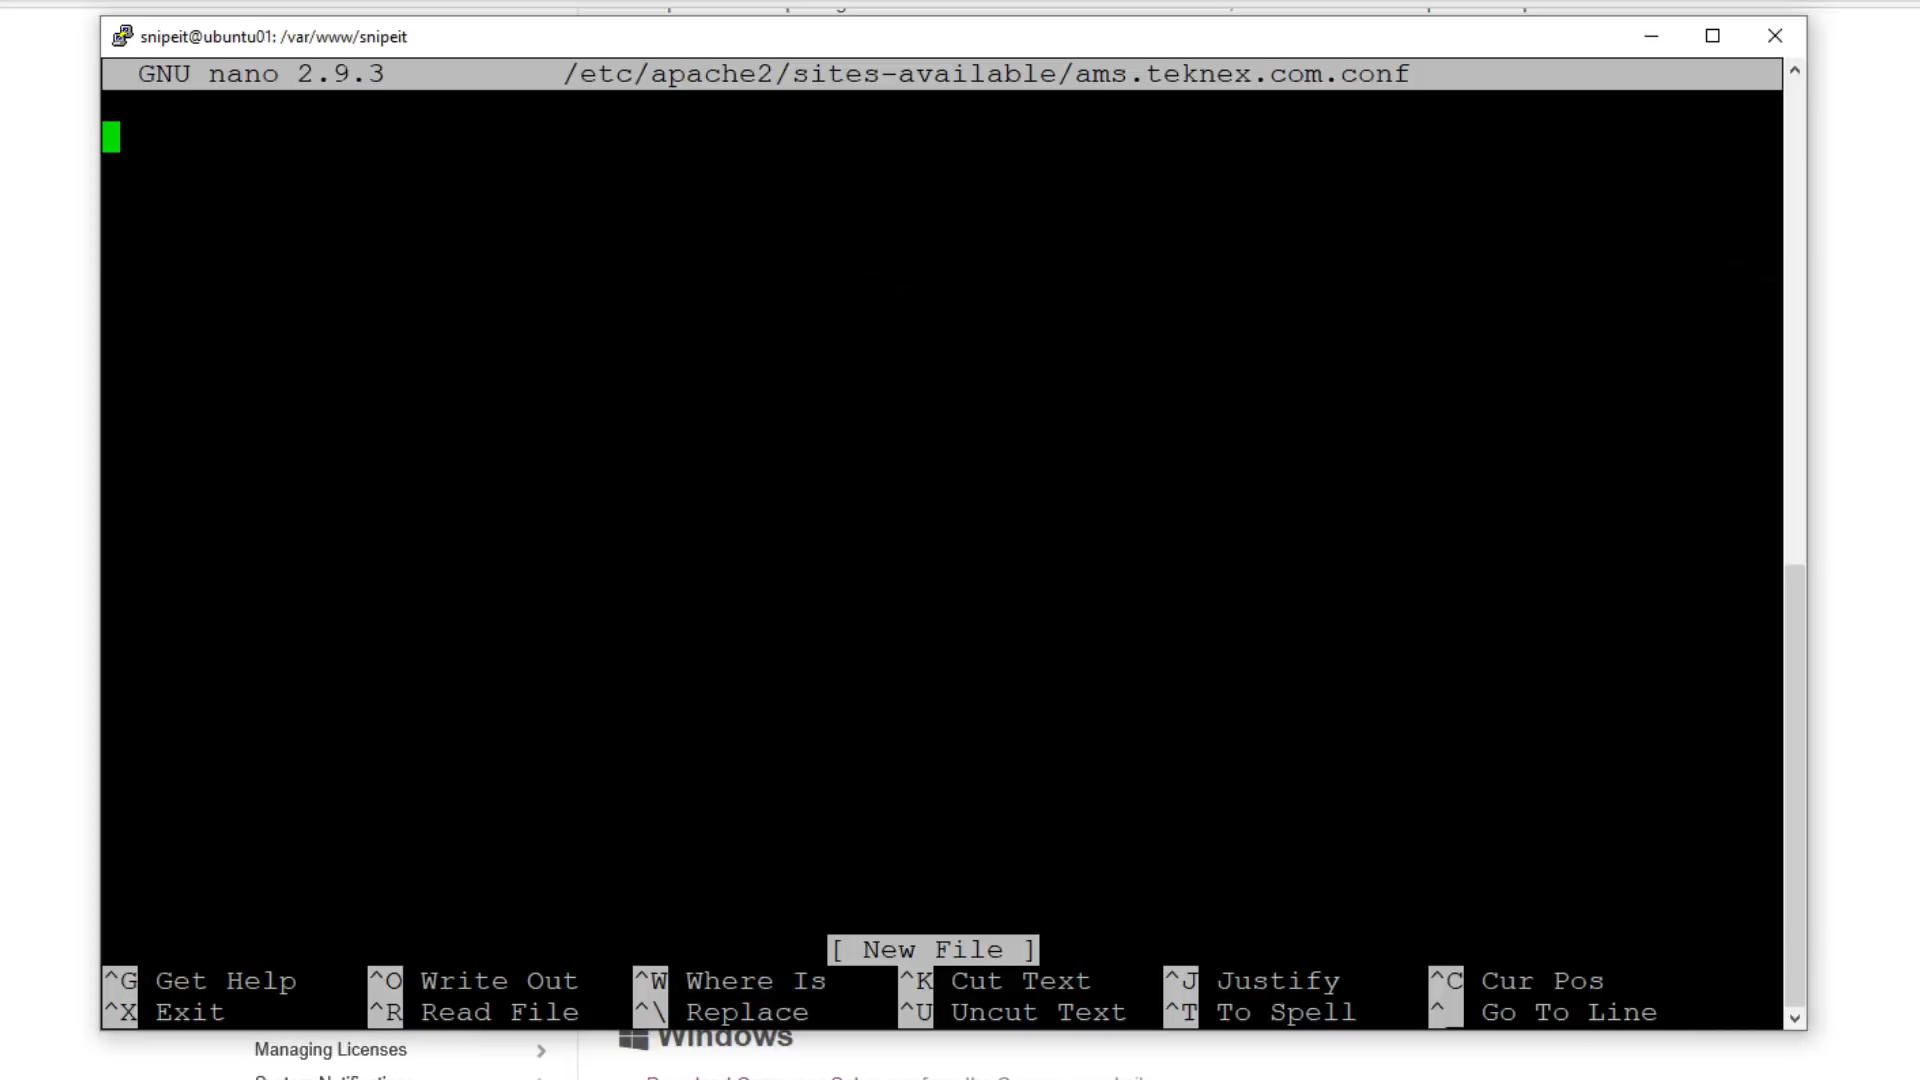 snipeit@ubuntu01: /var/www/snipeit
GNU nano 2.9.3 /etc/apache2/sites-available/ams.teknex.com.conf
[ New File ]
^G Get Help ^O Write Out ^W Where Is ^K Cut Text ^J Justify ^C Cur Pos
^X Exit ^R Read File ^\ Replace ^U Uncut Text ^T To Spell ^_ Go To Line
Windows
Managing Licenses